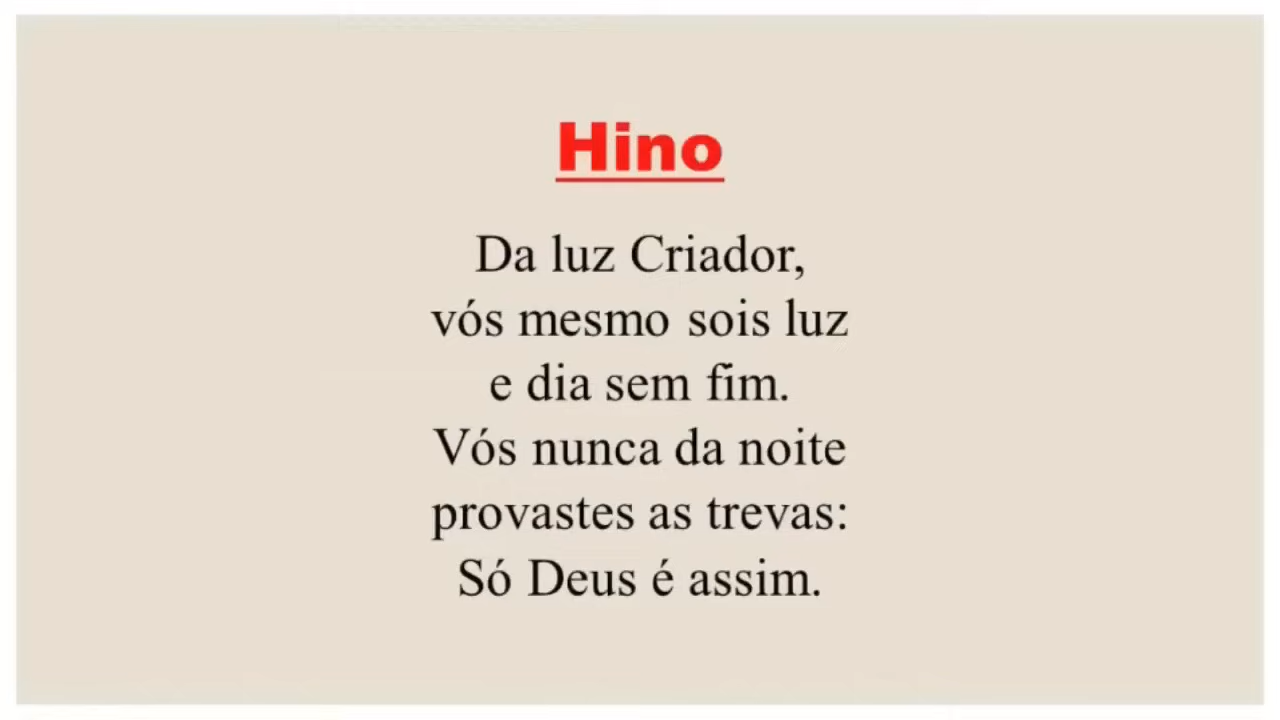 Hino
Da luz Criador,
vós mesmo sois luz
e dia sem fim.
Vós nunca da noite
provastes as trevas:
Só Deus é assim.